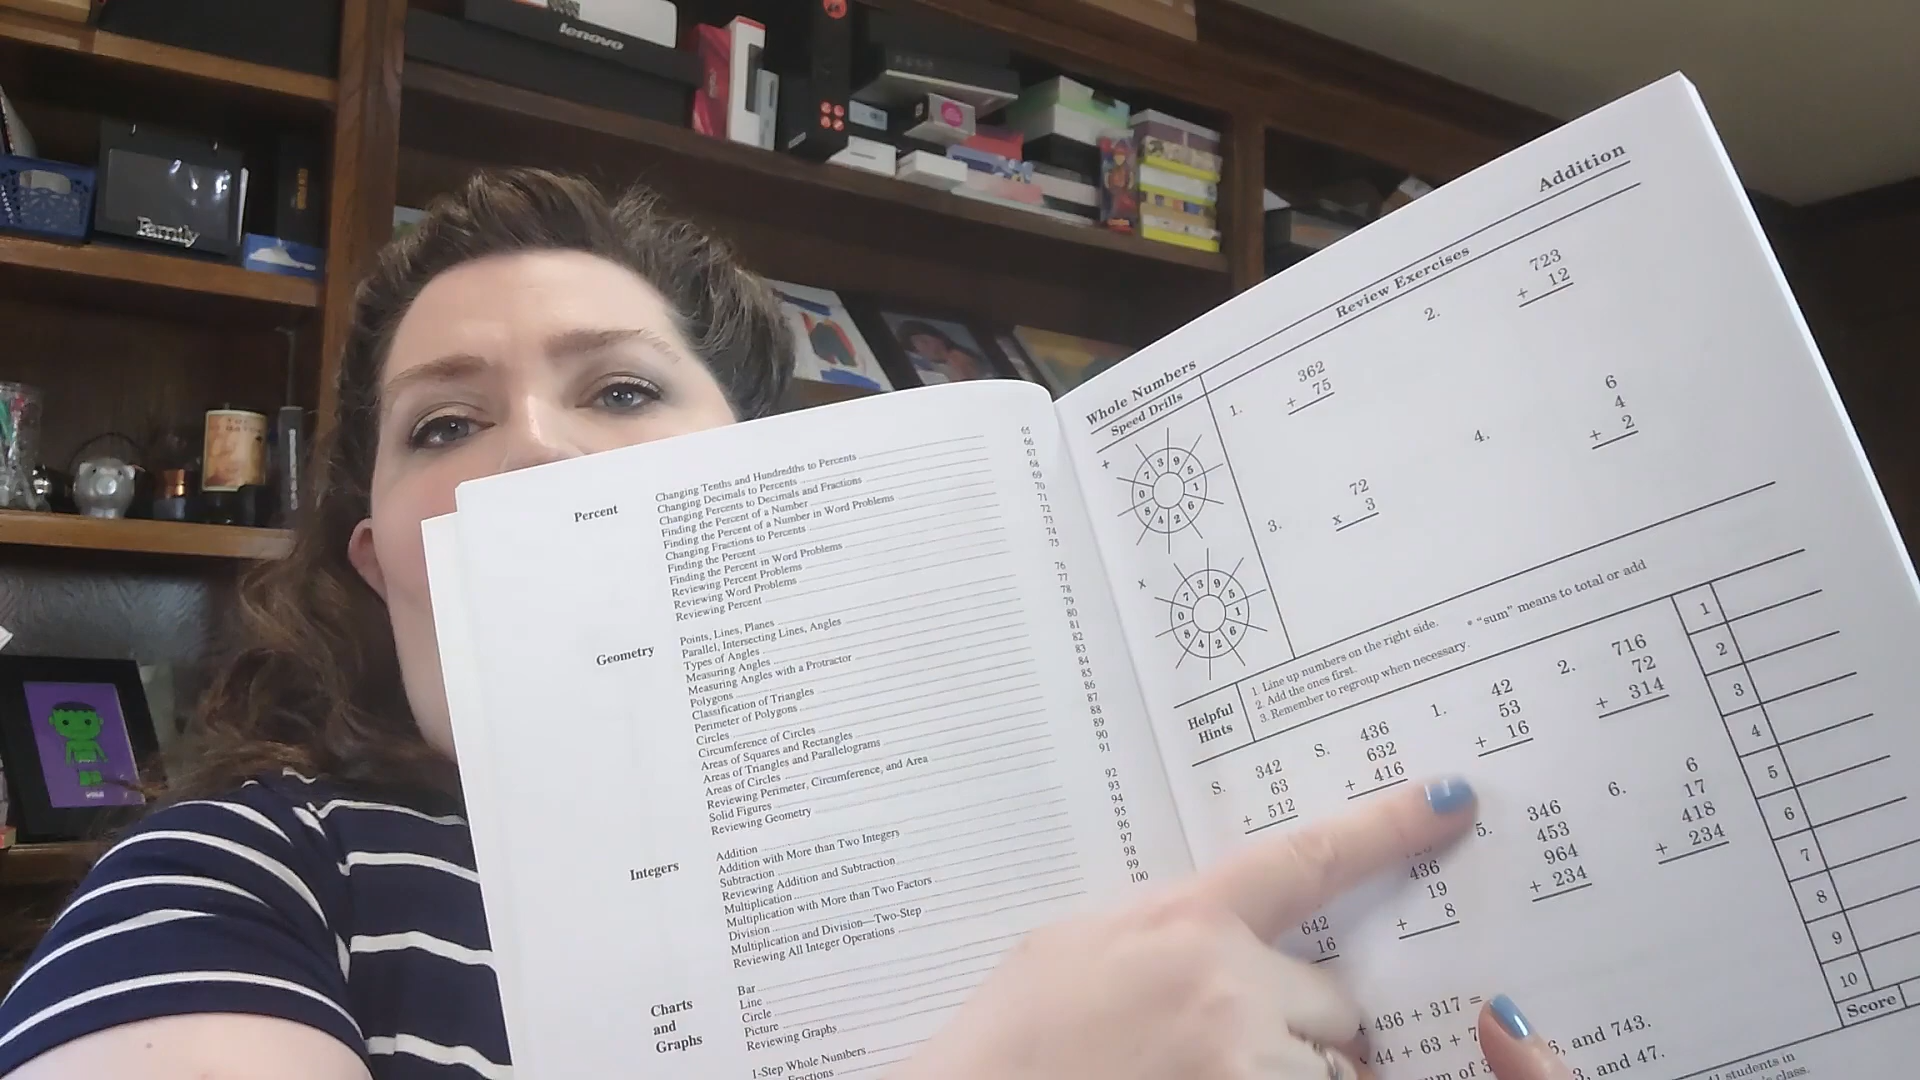 lenovo
Family
Percent
Changing Tenths and Hundredths to Percents
65
Changing Decimals to Percents
66
Changing Percents to Decimals and Fractions
67
Finding the Percent of a Number
68
Finding the Percent of a Number in Word Problems
69
Changing Fractions to Percents
70
Finding the Percent
71
Finding the Percent in Word Problems
72
Reviewing Percent Problems
73
Reviewing Word Problems
74
Reviewing Percent
75
Geometry
Points, Lines, Planes
76
Parallel, Intersecting Lines, Angles
77
Types of Angles
78
Measuring Angles
79
Measuring Angles with a Protractor
80
Polygons
81
Classification of Triangles
82
Perimeter of Polygons
83
Circles
84
Circumference of Circles
85
Areas of Squares and Rectangles
86
Areas of Triangles and Parallelograms
87
Areas of Circles
88
Reviewing Perimeter, Circumference, and Area
89
Solid Figures
90
Reviewing Geometry
91
Integers
Addition
92
Addition with More than Two Integers
93
Subtraction
94
Reviewing Addition and Subtraction
95
Multiplication
96
Multiplication with More than Two Factors
97
Division
98
Multiplication and Division—Two-Step
99
Reviewing All Integer Operations
100
Charts
and
Graphs
Bar
Line
Circle
Picture
Reviewing Graphs
1-Step Whole Numbers
Fractions
Whole Numbers
Addition
Speed Drills
Review Exercises
+
3 9 5 1 6 2 4 8 0 7
x
3 9 5 1 6 2 4 8 0 7
1.
362
+ 75
2.
723
+ 12
3.
72
x 3
4.
6
4
+ 2
Helpful
Hints
1. Line up numbers on the right side.
2. Add the ones first.
3. Remember to regroup when necessary.
* "sum" means to total or add
S.
342
63
+ 512
S.
436
632
+ 416
1.
42
53
+ 16
2.
716
72
+ 314
642
16
436
19
+ 8
5.
346
453
964
+ 234
6.
6
17
418
+ 234
+ 436 + 317 =
44 + 63 + 7
and 743.
3, and 47.
students in
class.
1
2
3
4
5
6
7
8
9
10
Score